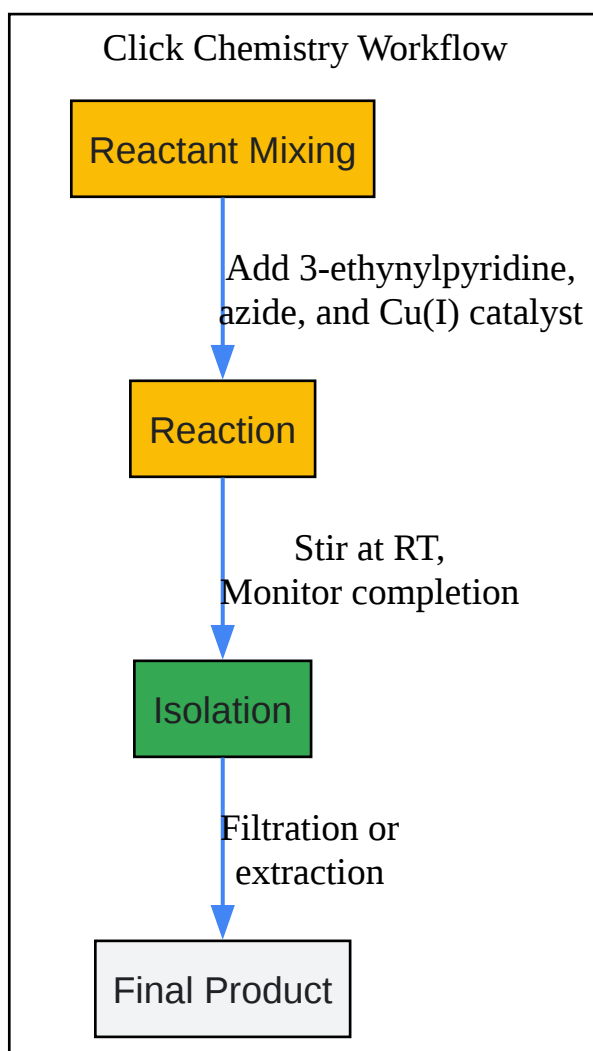 Click Chemistry Workflow
Reactant Mixing
Add 3-ethynylpyridine,
azide, and Cu(I) catalyst
Reaction
Stir at RT,
Monitor completion
Isolation
Filtration or
extraction
Final Product